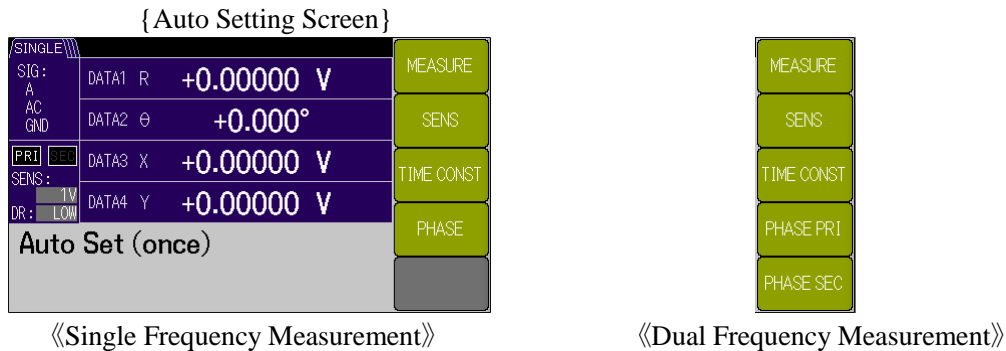 {Auto Setting Screen}
SINGLE
SIG:
A
AC
GND
PRI SEC
SENS:
1V
DR: LOW
DATA1 R +0.00000 V
DATA2 θ +0.000°
DATA3 X +0.00000 V
DATA4 Y +0.00000 V
Auto Set (once)
MEASURE
SENS
TIME CONST
PHASE
《Single Frequency Measurement》
MEASURE
SENS
TIME CONST
PHASE PRI
PHASE SEC
《Dual Frequency Measurement》